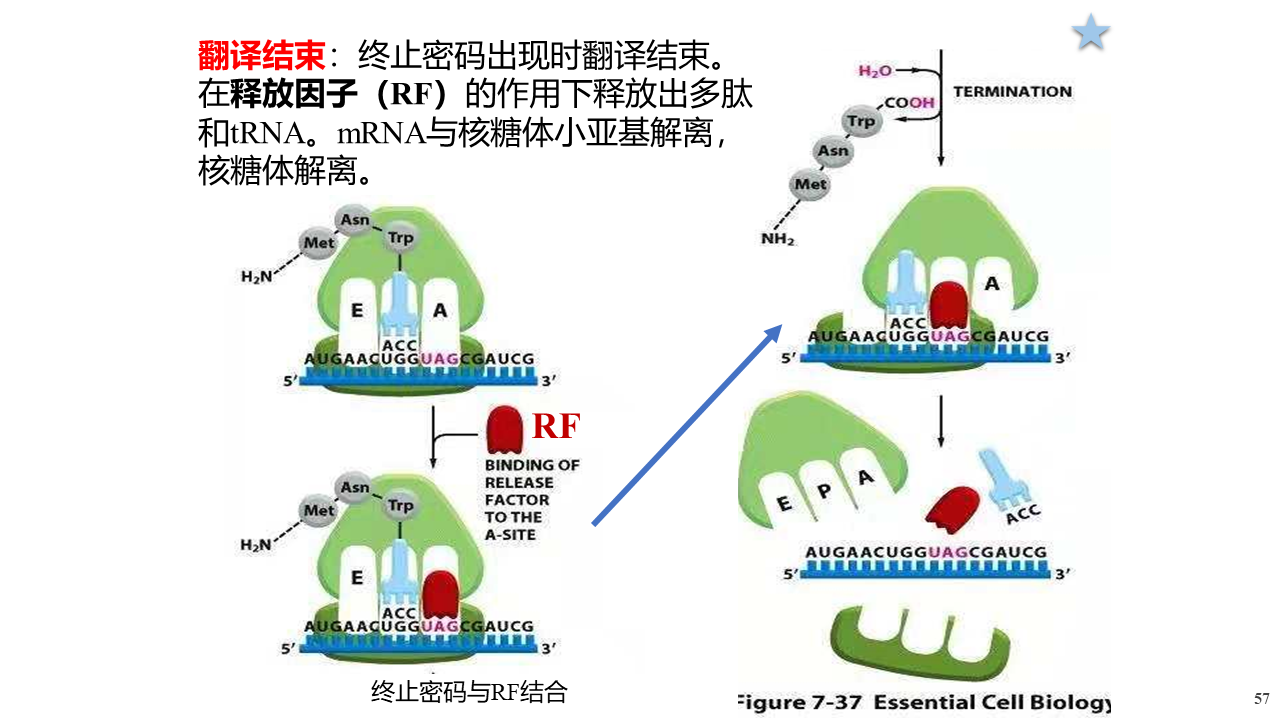 翻译结束：终止密码出现时翻译结束。
在释放因子（RF）的作用下释放出多肽
和tRNA。mRNA与核糖体小亚基解离，
核糖体解离。
Met
Asn
Trp
H₂N
E
A
ACC
AUGAACUGGUAGCGAUCG
5′
3′
RF
BINDING OF
RELEASE
FACTOR
TO THE
A-SITE
Met
Asn
Trp
H₂N
E
ACC
AUGAACUGGUAGCGAUCG
5′
3′
终止密码与RF结合
H₂O
TERMINATION
COOH
Trp
Asn
Met
NH₂
A
ACC
AUGAACUGGUAGCGAUCG
5′
3′
E P A
ACC
AUGAACUGGUAGCGAUCG
5′
3′
Figure 7-37 Essential Cell Biology
57